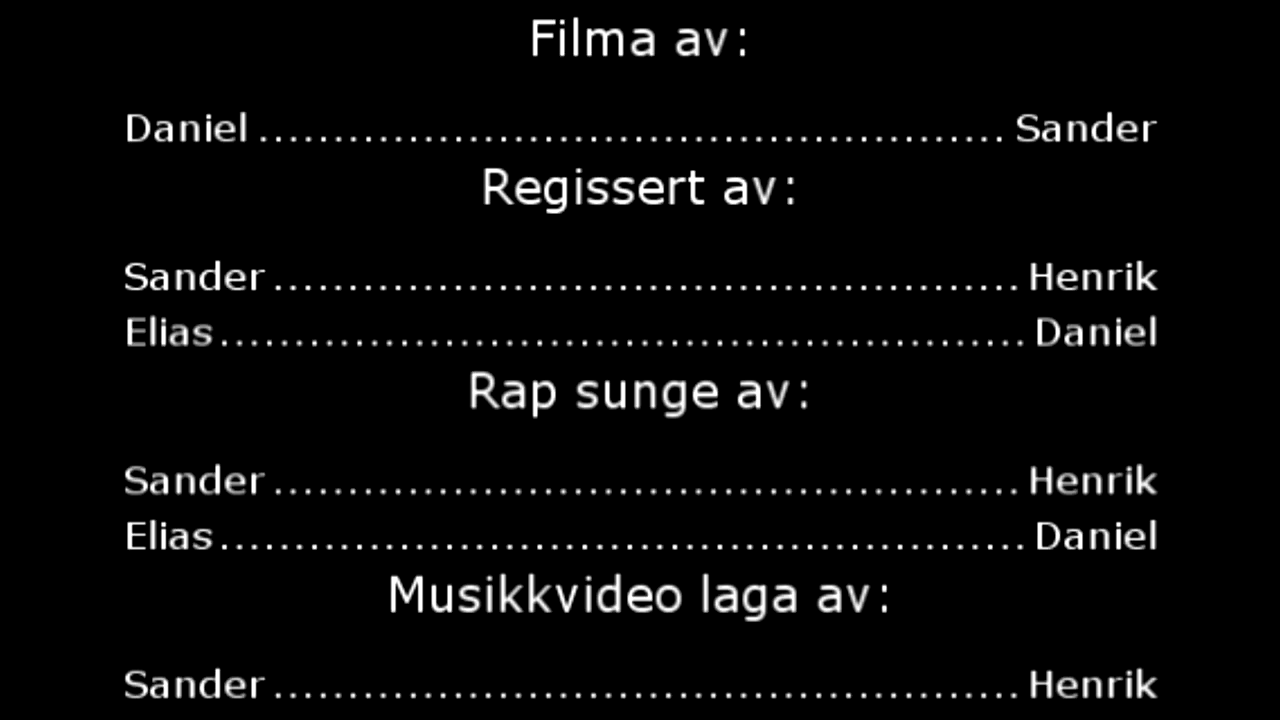 Filma av:
Daniel.................................................. Sander
Regissert av:
Sander.................................................. Henrik
Elias...................................................... Daniel
Rap sunge av:
Sander.................................................. Henrik
Elias...................................................... Daniel
Musikkvideo laga av:
Sander.................................................. Henrik